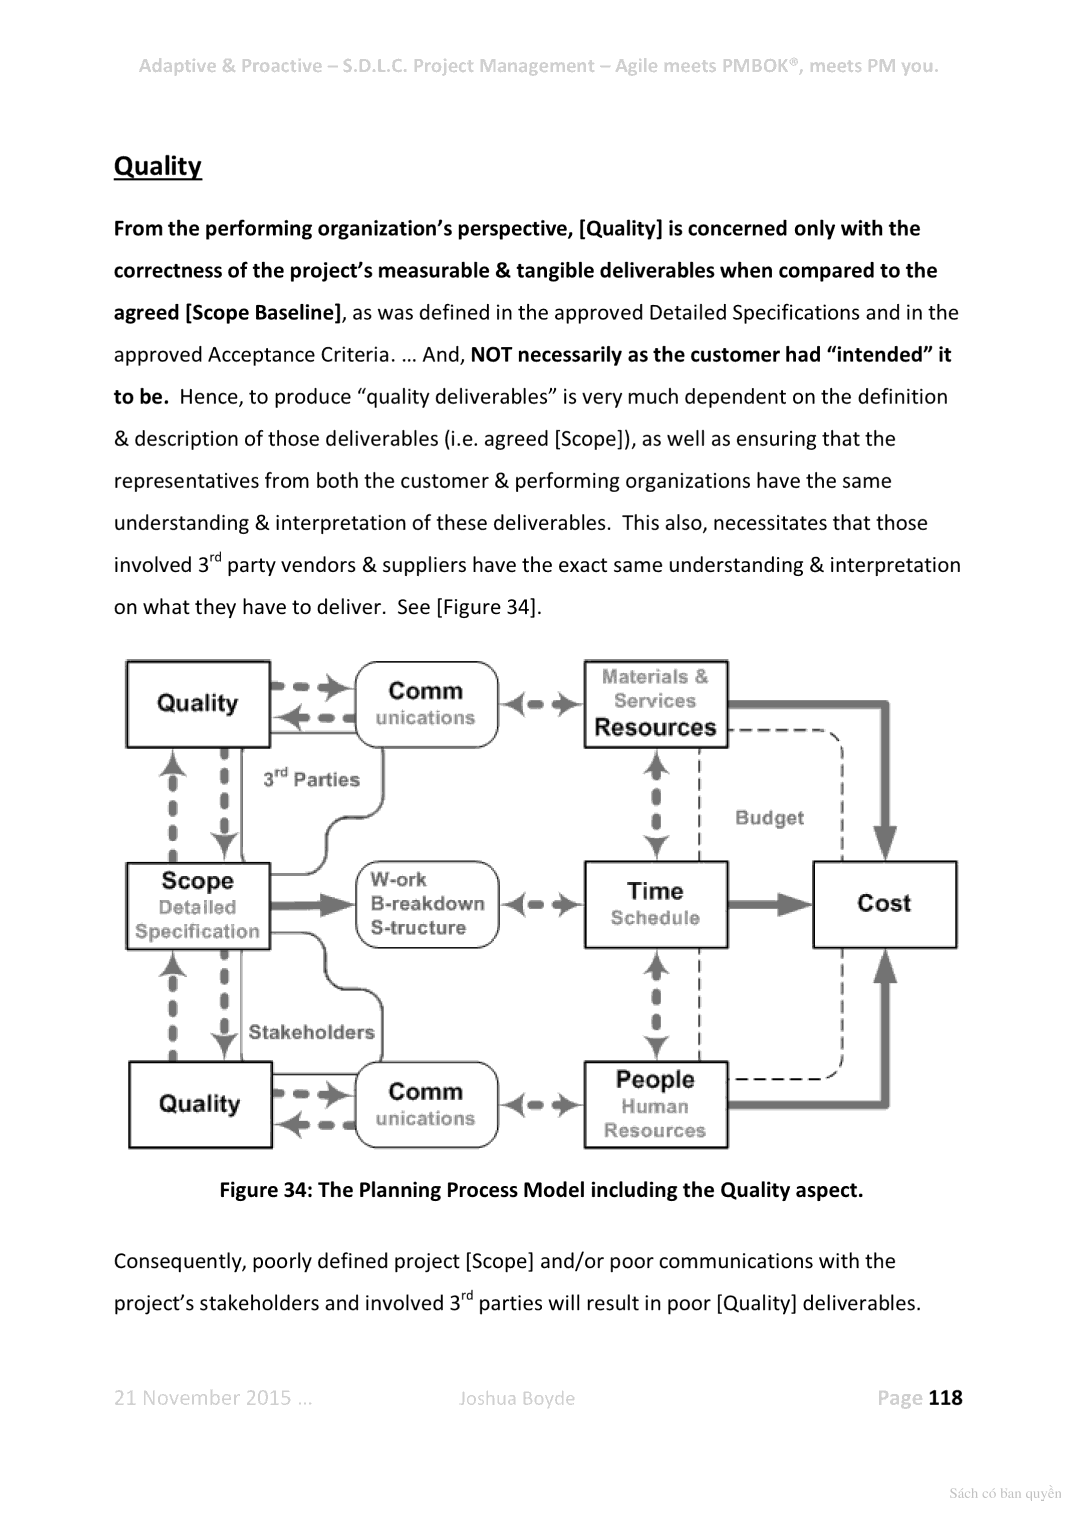 Adaptive & Proactive – S.D.L.C. Project Management – Agile meets PMBOK®, meets PM you.
Quality
From the performing organization’s perspective, [Quality] is concerned only with the
correctness of the project’s measurable & tangible deliverables when compared to the
agreed [Scope Baseline], as was defined in the approved Detailed Specifications and in the
approved Acceptance Criteria. … And, NOT necessarily as the customer had “intended” it
to be.  Hence, to produce “quality deliverables” is very much dependent on the definition
& description of those deliverables (i.e. agreed [Scope]), as well as ensuring that the
representatives from both the customer & performing organizations have the same
understanding & interpretation of these deliverables.  This also, necessitates that those
involved 3rd party vendors & suppliers have the exact same understanding & interpretation
on what they have to deliver.  See [Figure 34].
Quality
Comm
unications
Materials &
Services
Resources
3rd Parties
Budget
Scope
Detailed
Specification
W-ork
B-reakdown
S-tructure
Time
Schedule
Cost
Stakeholders
Quality
Comm
unications
People
Human
Resources
Figure 34: The Planning Process Model including the Quality aspect.
Consequently, poorly defined project [Scope] and/or poor communications with the
project’s stakeholders and involved 3rd parties will result in poor [Quality] deliverables.
21 November 2015 … Joshua Boyde Page 118
Sách có bản quyền